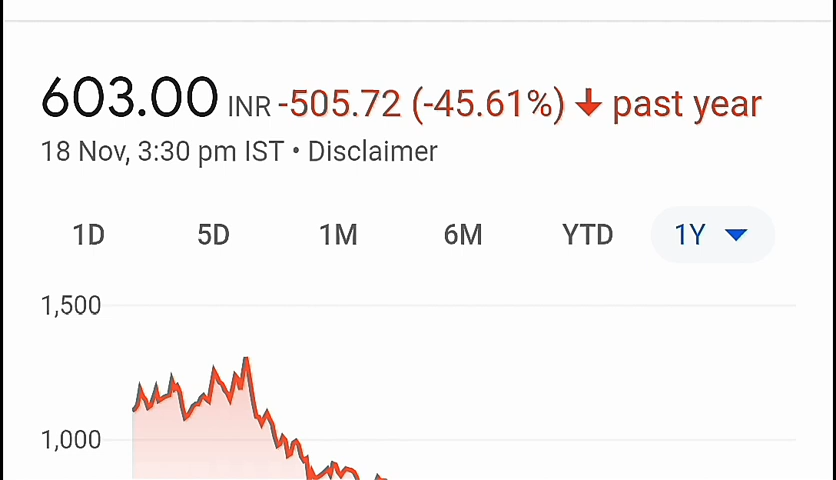 603.00 INR -505.72 (-45.61%) ↓ past year
18 Nov, 3:30 pm IST • Disclaimer
1D 5D 1M 6M YTD 1Y
1,500
1,000